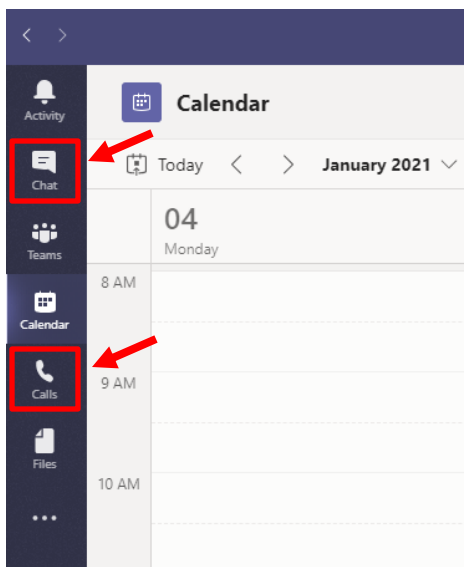 Activity
Chat
Teams
Calendar
Calls
Files
Calendar
Today
January 2021
04
Monday
8 AM
9 AM
10 AM